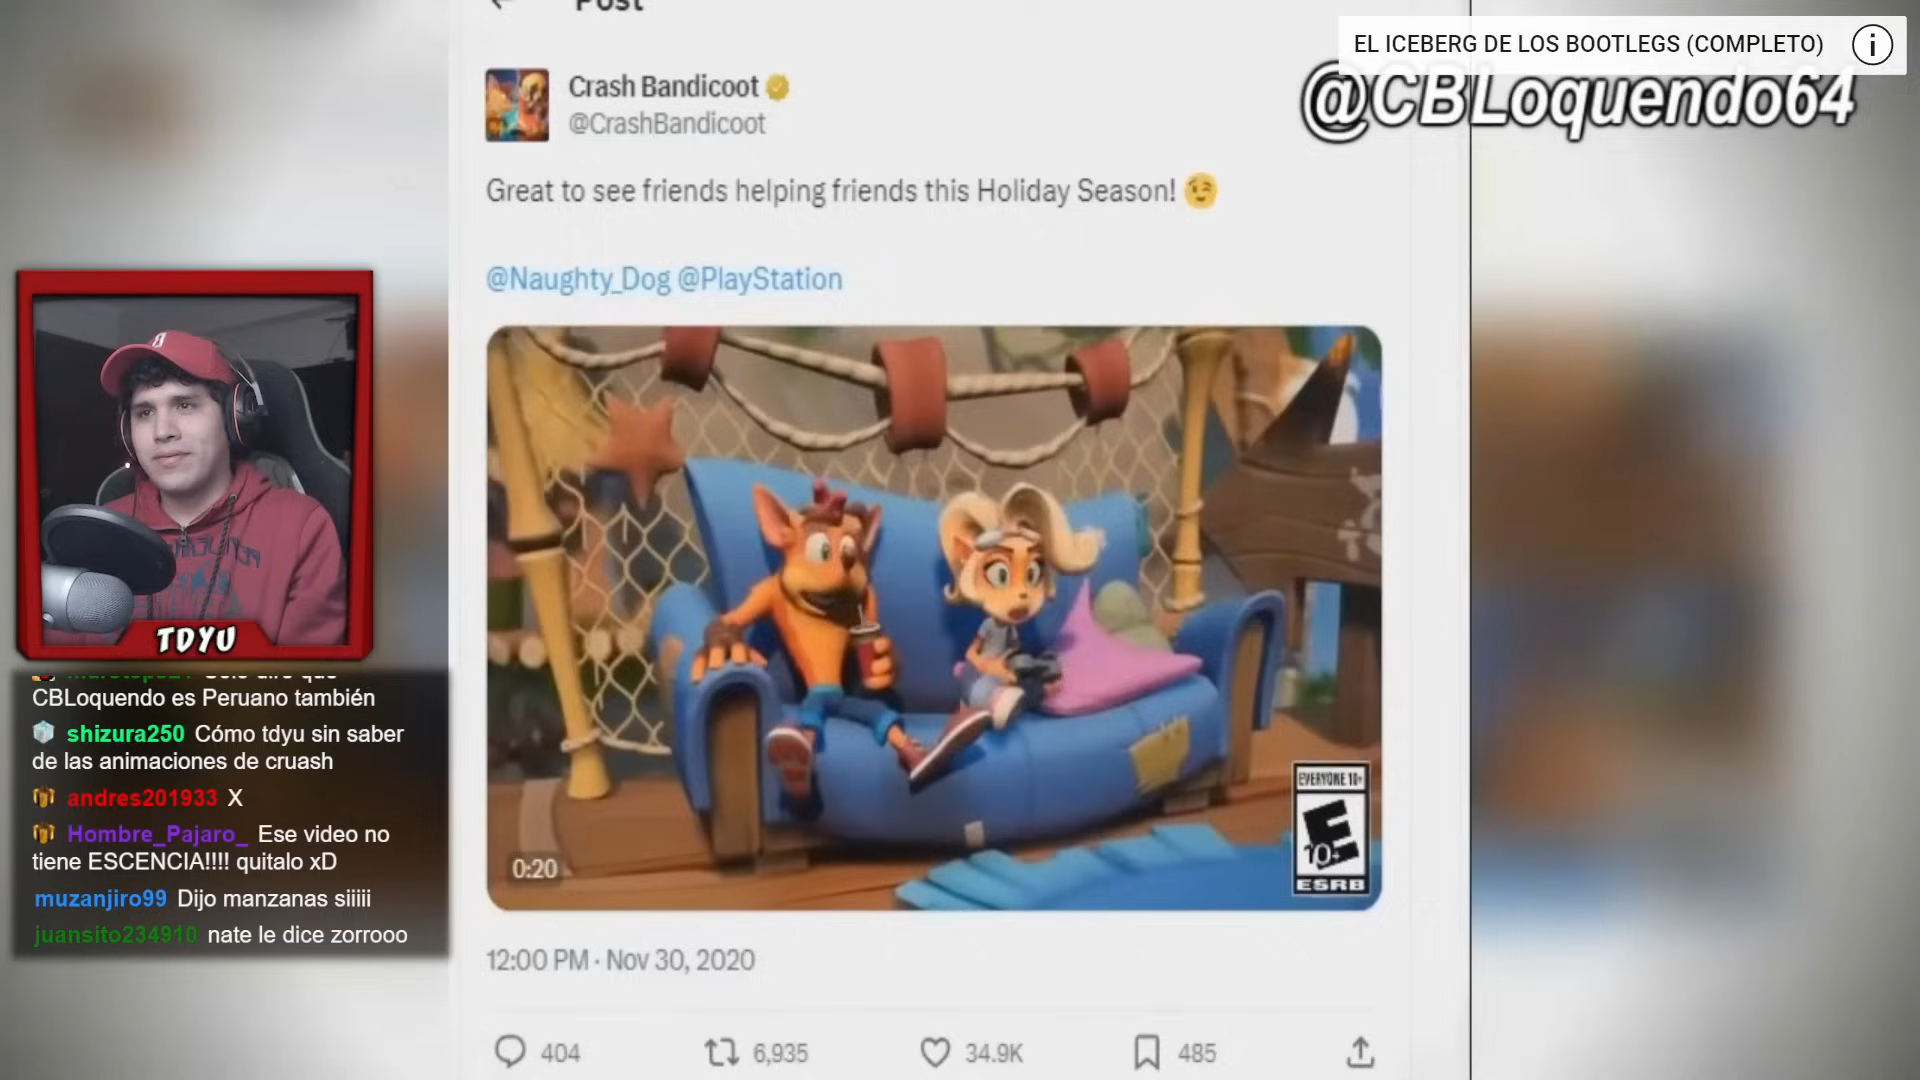 Post
EL ICEBERG DE LOS BOOTLEGS (COMPLETO)
@CBLoquendo64
Crash Bandicoot
@CrashBandicoot
Great to see friends helping friends this Holiday Season! 😉
@Naughty_Dog @PlayStation
TDYU
CBLoquendo es Peruano también
shizura250 Cómo tdyu sin saber
de las animaciones de cruash
andres201933 X
Hombre_Pajaro_ Ese video no
tiene ESCENCIA!!!! quitalo xD
muzanjiro99 Dijo manzanas siiiii
juansito234910 nate le dice zorrooo
0:20
EVERYONE 10+
E
10+
ESRB
12:00 PM · Nov 30, 2020
404
6,935
34.9K
485